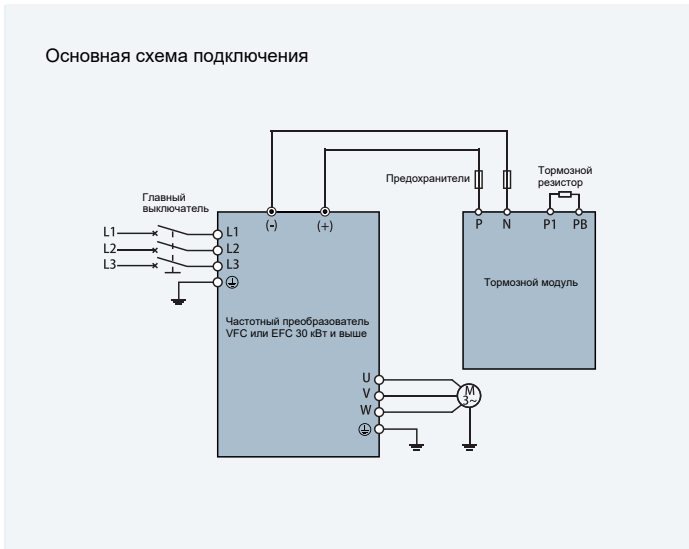 Основная схема подключения
Предохранители
Тормозной
резистор
Главный
выключатель
(-)
(+)
P
N
P1
PB
L1
L2
L3
L1
L2
L3
Тормозной модуль
Частотный преобразователь
VFC или EFC 30 кВт и выше
U
V
W
M
3~